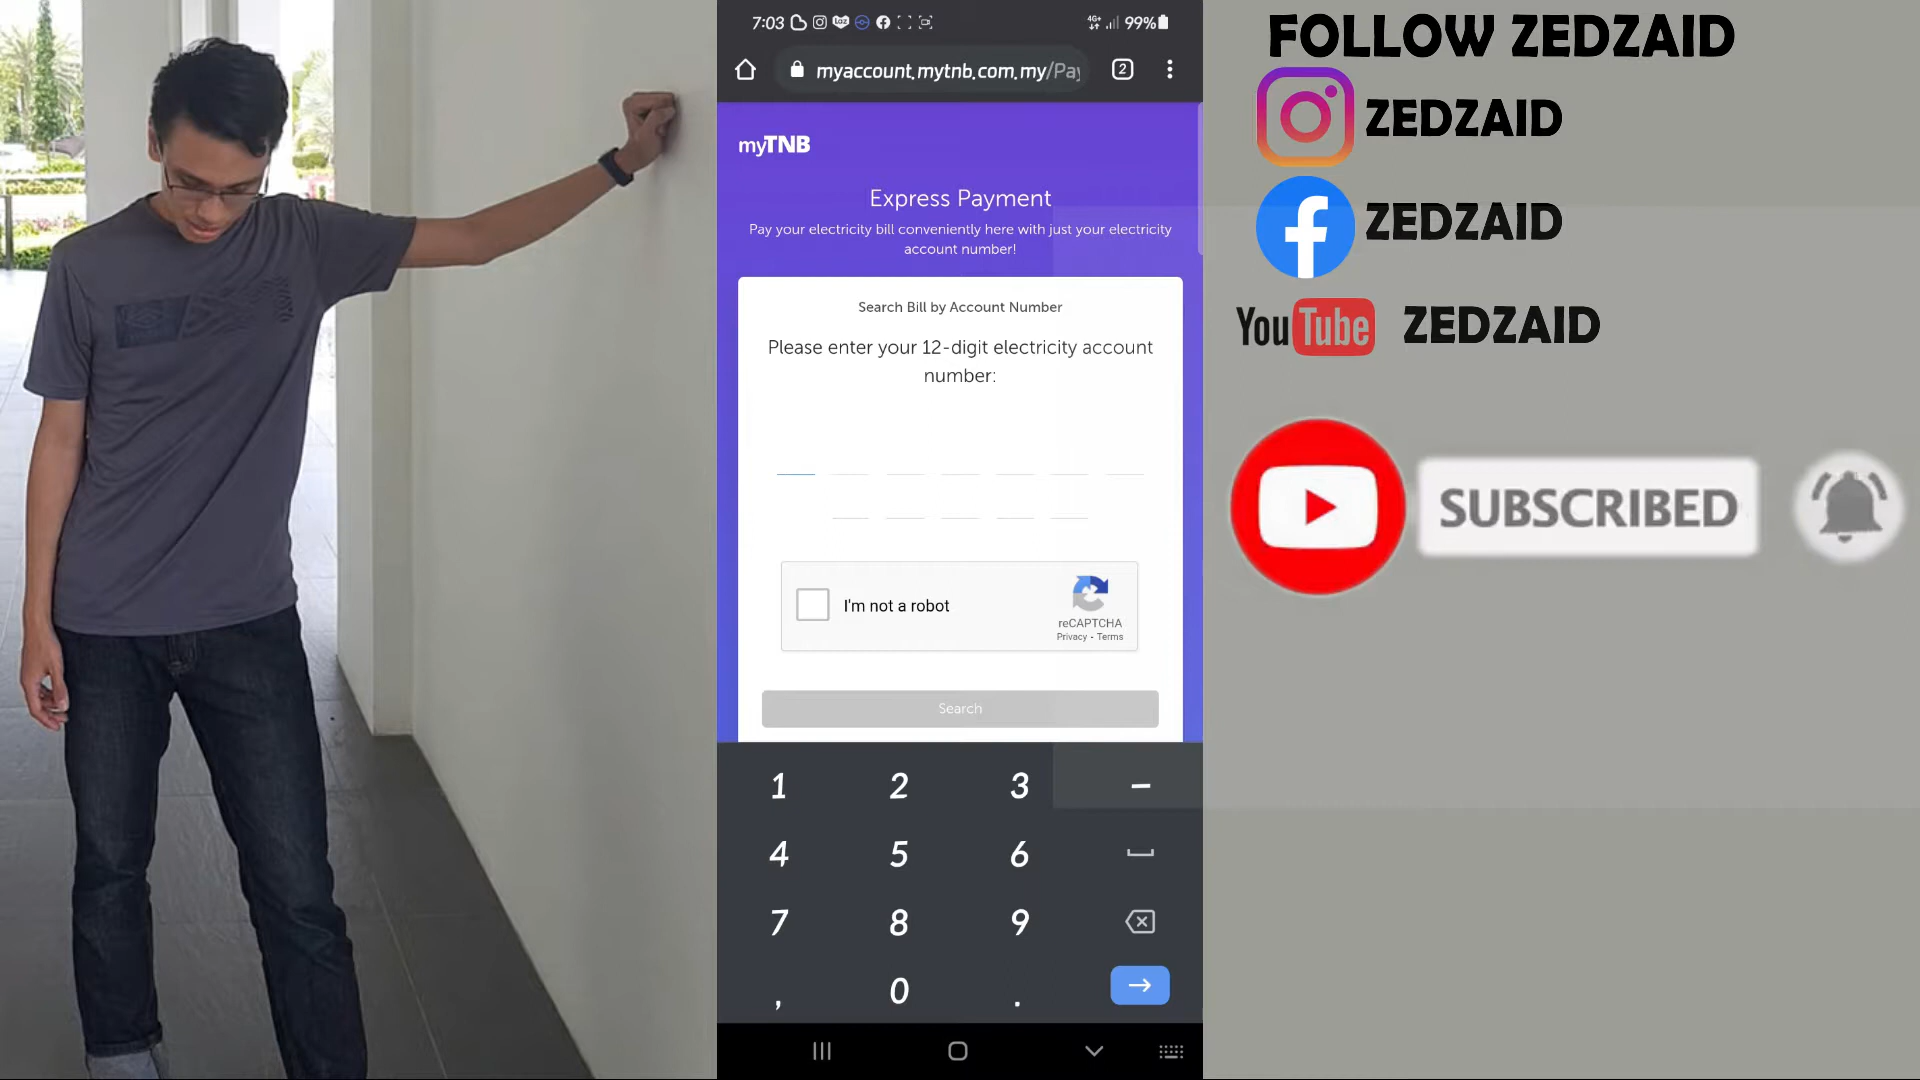 7:03
4G+
99%
myaccount.mytnb.com.my/Pay
2
myTNB
Express Payment
Pay your electricity bill conveniently here with just your electricity
account number!
Search Bill by Account Number
Please enter your 12-digit electricity account
number:
I'm not a robot
reCAPTCHA
Privacy - Terms
Search
1 2 3 –
4 5 6
7 8 9
, 0 .
FOLLOW ZEDZAID
ZEDZAID
ZEDZAID
YouTube ZEDZAID
SUBSCRIBED